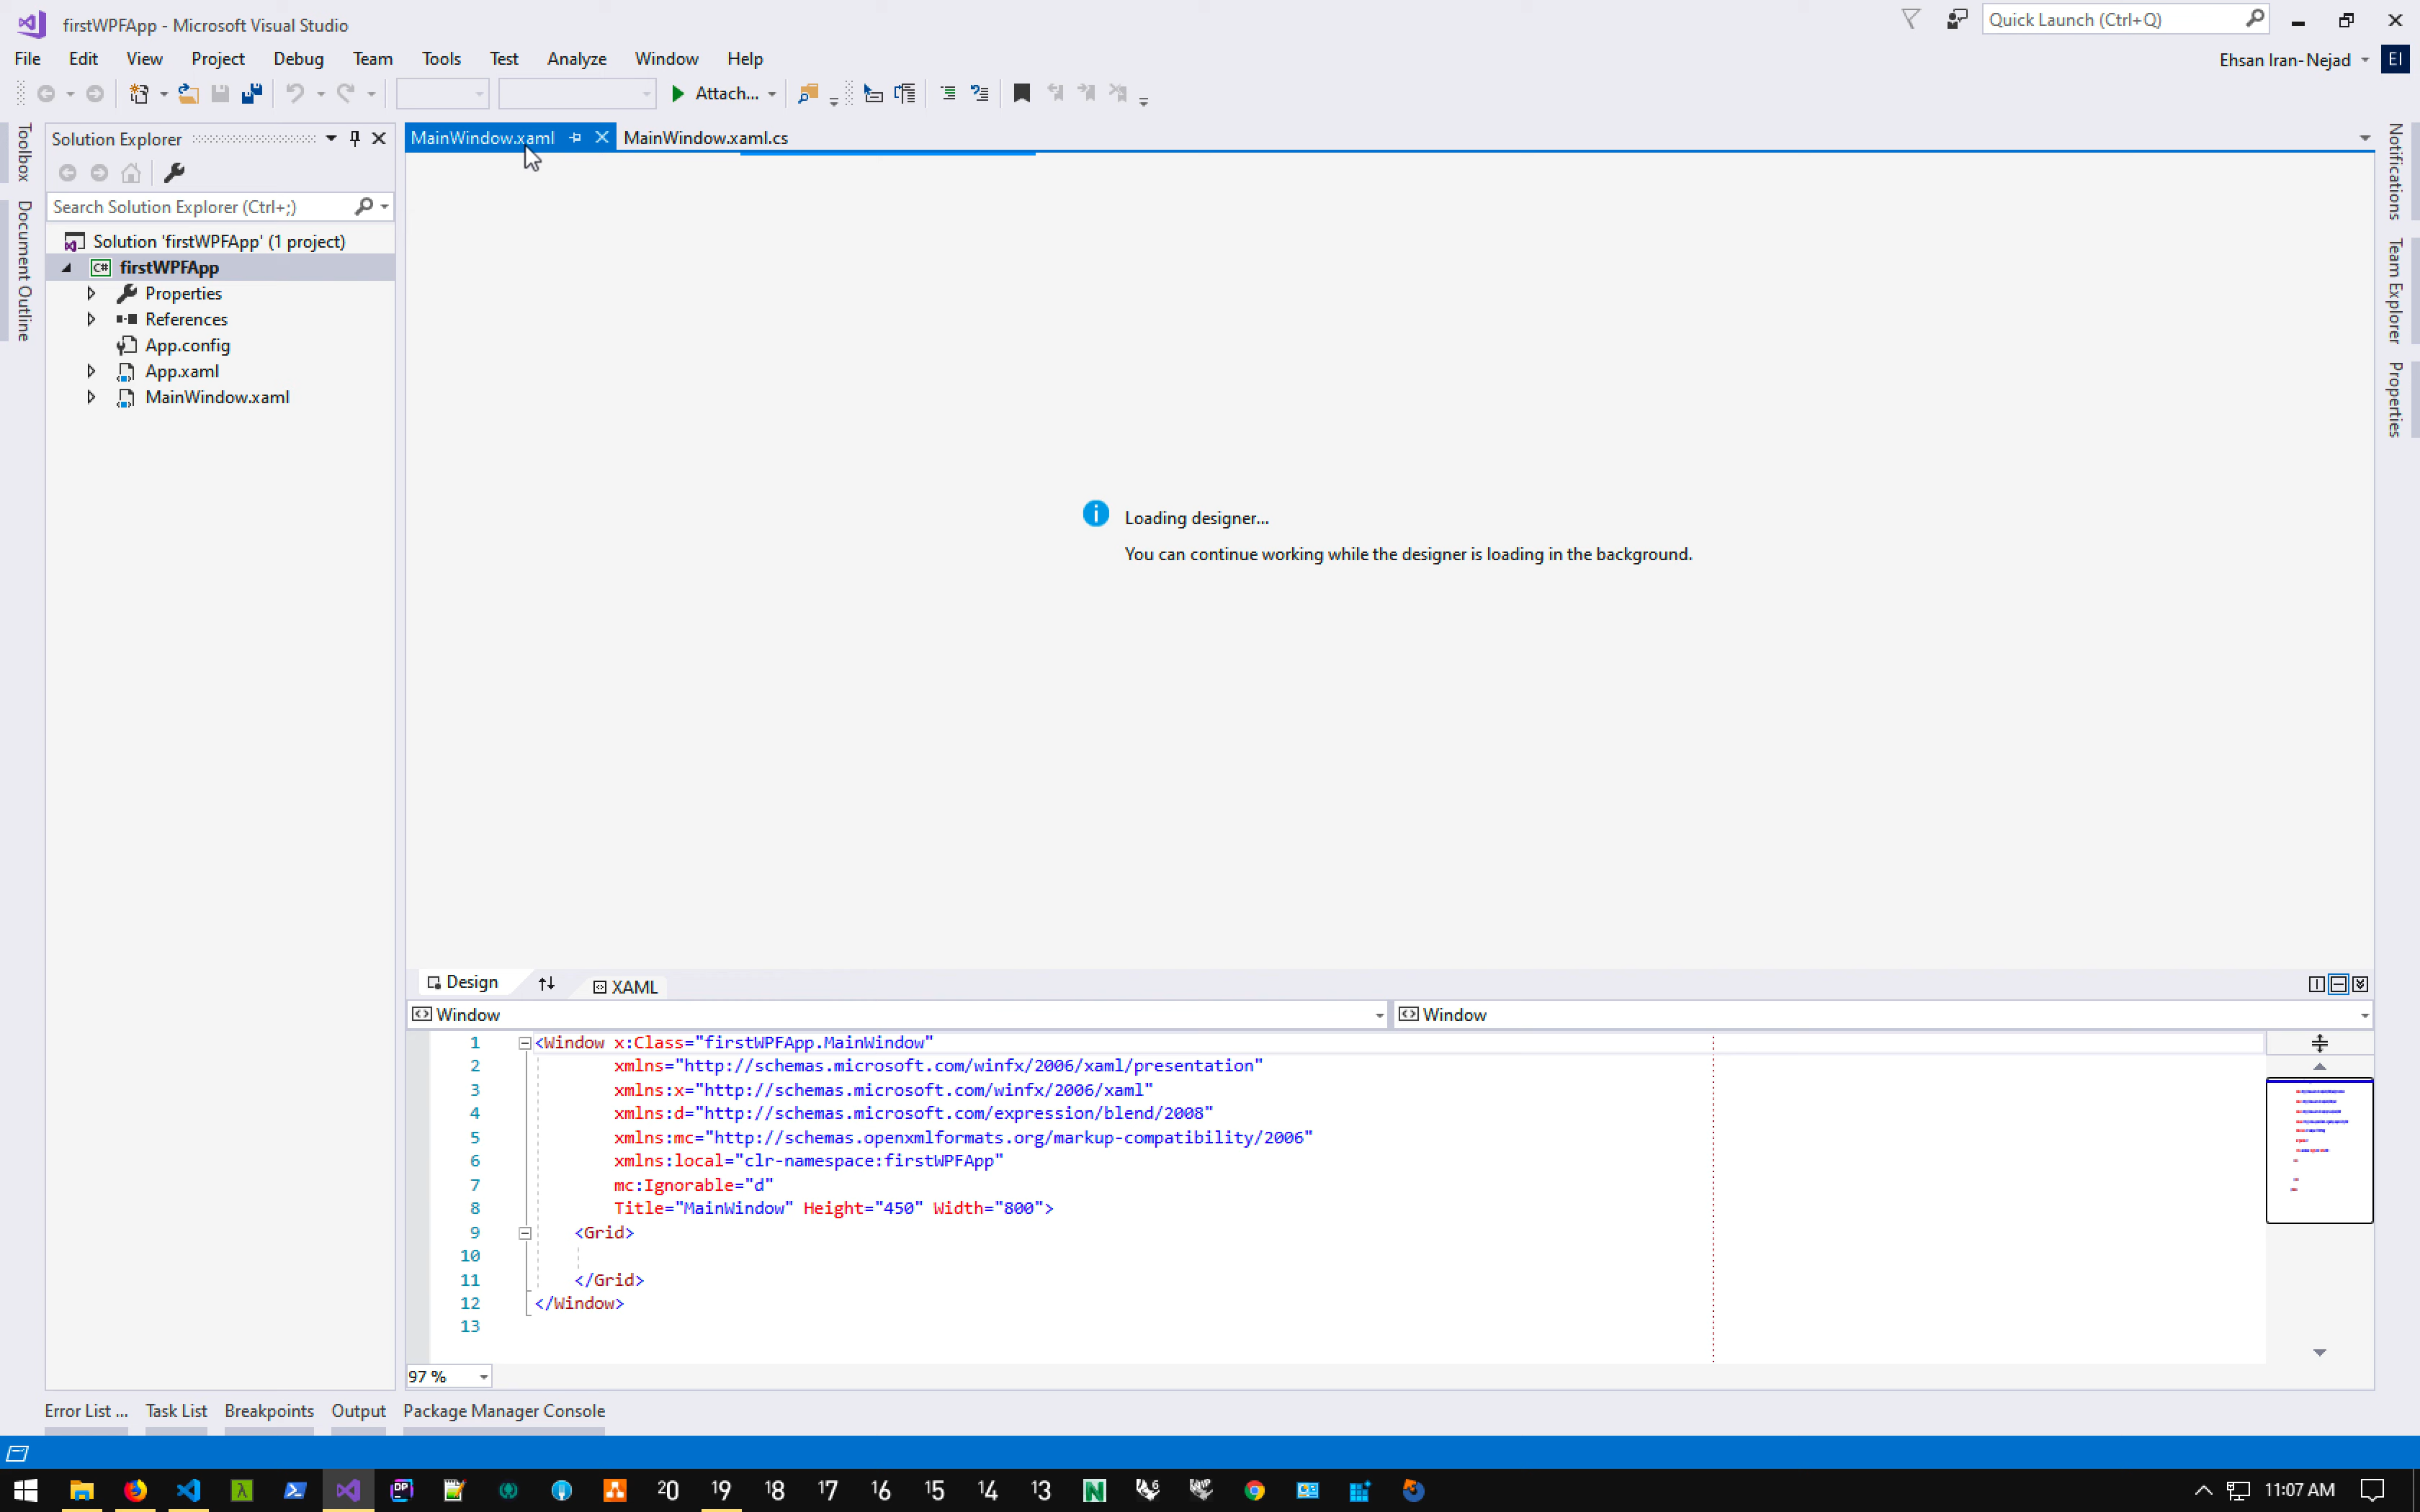 firstWPFApp - Microsoft Visual Studio
Quick Launch (Ctrl+Q)
File Edit View Project Debug Team Tools Test Analyze Window Help
Ehsan Iran-Nejad EI
Attach...
Toolbox
Document Outline
Solution Explorer
Search Solution Explorer (Ctrl+;)
Solution 'firstWPFApp' (1 project)
C# firstWPFApp
Properties
References
App.config
App.xaml
MainWindow.xaml
MainWindow.xaml MainWindow.xaml.cs
Loading designer...
You can continue working while the designer is loading in the background.
Notifications
Team Explorer
Properties
Design XAML
Window Window
1 <Window x:Class="firstWPFApp.MainWindow"
2 xmlns="http://schemas.microsoft.com/winfx/2006/xaml/presentation"
3 xmlns:x="http://schemas.microsoft.com/winfx/2006/xaml"
4 xmlns:d="http://schemas.microsoft.com/expression/blend/2008"
5 xmlns:mc="http://schemas.openxmlformats.org/markup-compatibility/2006"
6 xmlns:local="clr-namespace:firstWPFApp"
7 mc:Ignorable="d"
8 Title="MainWindow" Height="450" Width="800">
9 <Grid>
10
11 </Grid>
12 </Window>
13
97 %
Error List ... Task List Breakpoints Output Package Manager Console
λ DP 20 19 18 17 16 15 14 13 N 6 11:07 AM